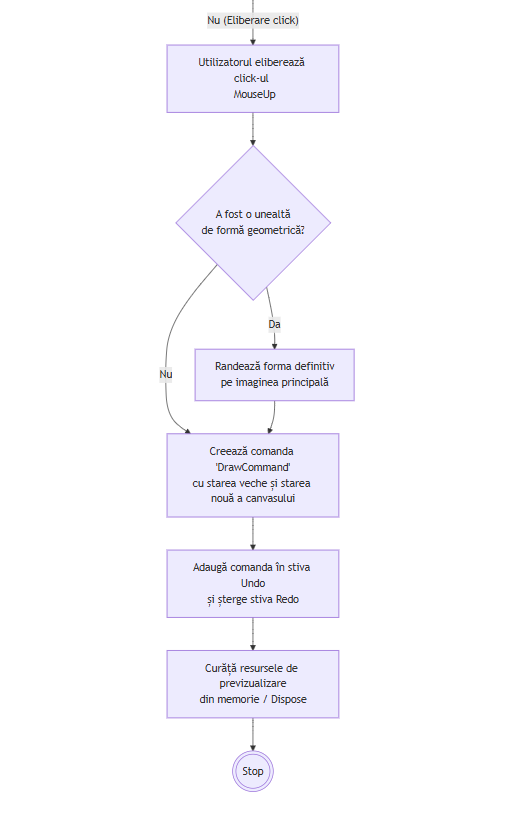 Nu (Eliberare click)
Utilizatorul eliberează
click-ul
MouseUp
A fost o unealtă
de formă geometrică?
Da
Randează forma definitiv
pe imaginea principală
Nu
Creează comanda
'DrawCommand'
cu starea veche și starea
nouă a canvasului
Adaugă comanda în stiva
Undo
și șterge stiva Redo
Curăță resursele de
previzualizare
din memorie / Dispose
Stop